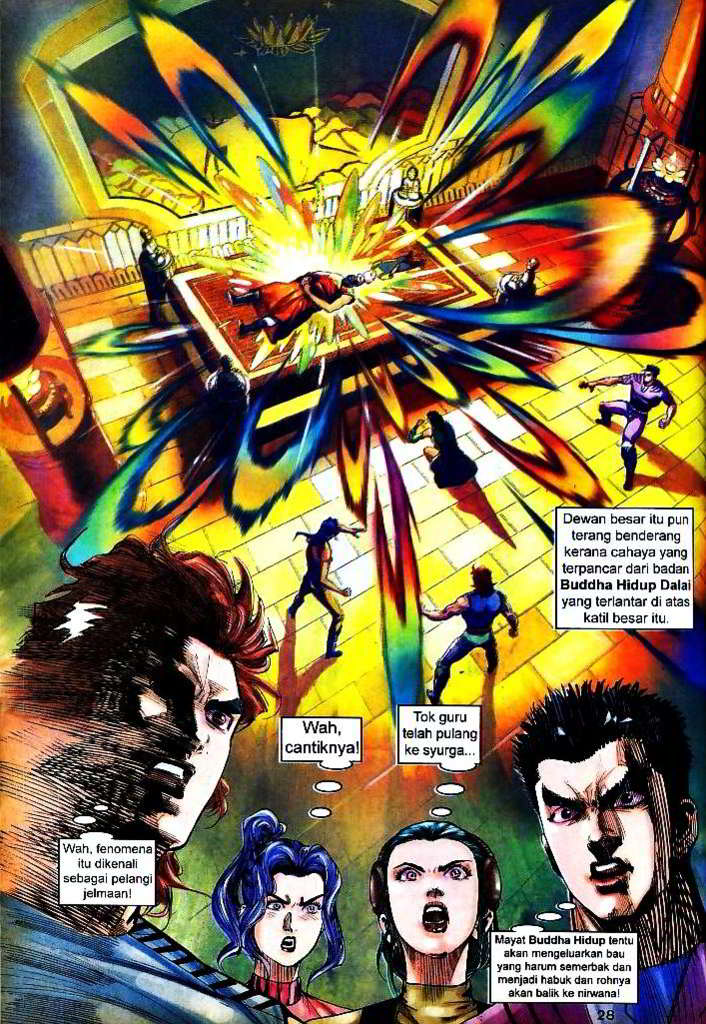 Dewan besar itu pun
terang benderang
kerana cahaya yang
terpancar dari badan
Buddha Hidup Dalai
yang terlantar di atas
katil besar itu.
Wah,
cantiknya!
Tok guru
telah pulang
ke syurga...
Wah, fenomena
itu dikenali
sebagai pelangi
jelmaan!
Mayat Buddha Hidup tentu
akan mengeluarkan bau
yang harum semerbak dan
menjadi habuk dan rohnya
akan balik ke nirwana!
28